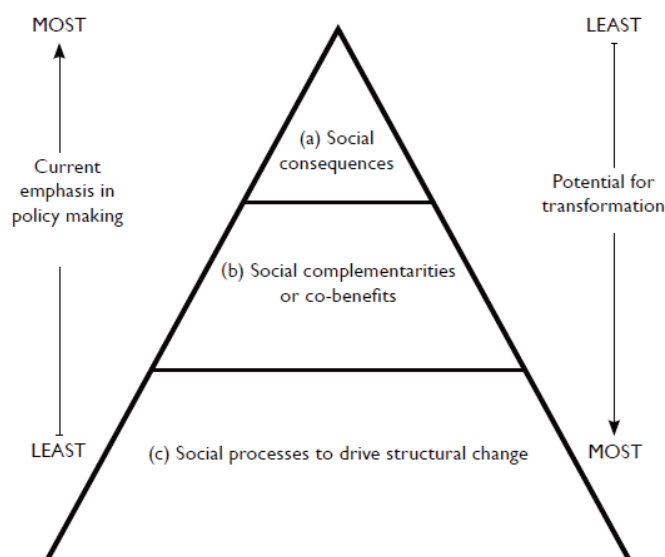 MOST
LEAST
(a) Social
consequences
Current
emphasis in
policy making
Potential for
transformation
(b) Social complementarities
or co-benefits
LEAST
(c) Social processes to drive structural change
MOST